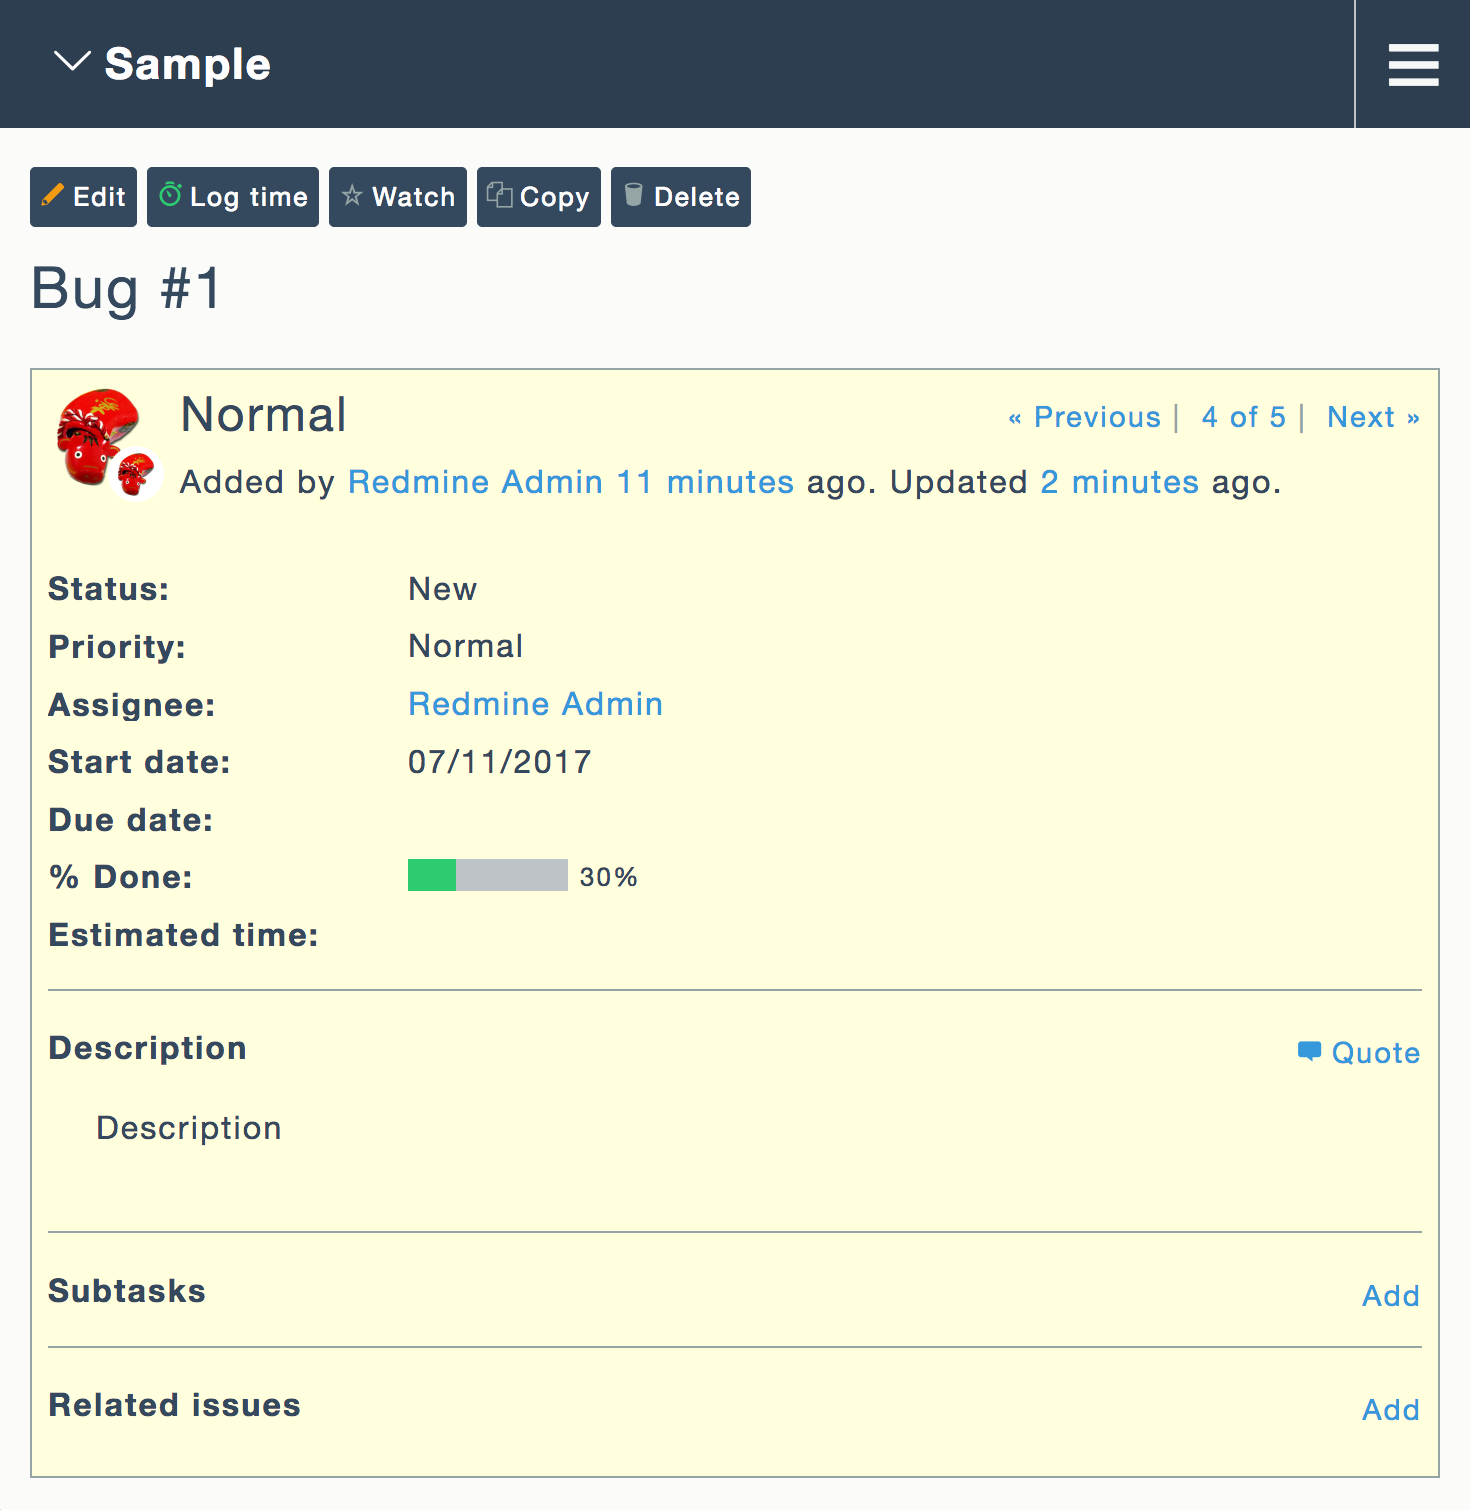 Sample
Edit Log time Watch Copy Delete
Bug #1
Normal
« Previous | 4 of 5 | Next »
Added by Redmine Admin 11 minutes ago. Updated 2 minutes ago.
Status: New
Priority: Normal
Assignee: Redmine Admin
Start date: 07/11/2017
Due date:
% Done: 30%
Estimated time:
Description
Quote
Description
Subtasks
Add
Related issues
Add